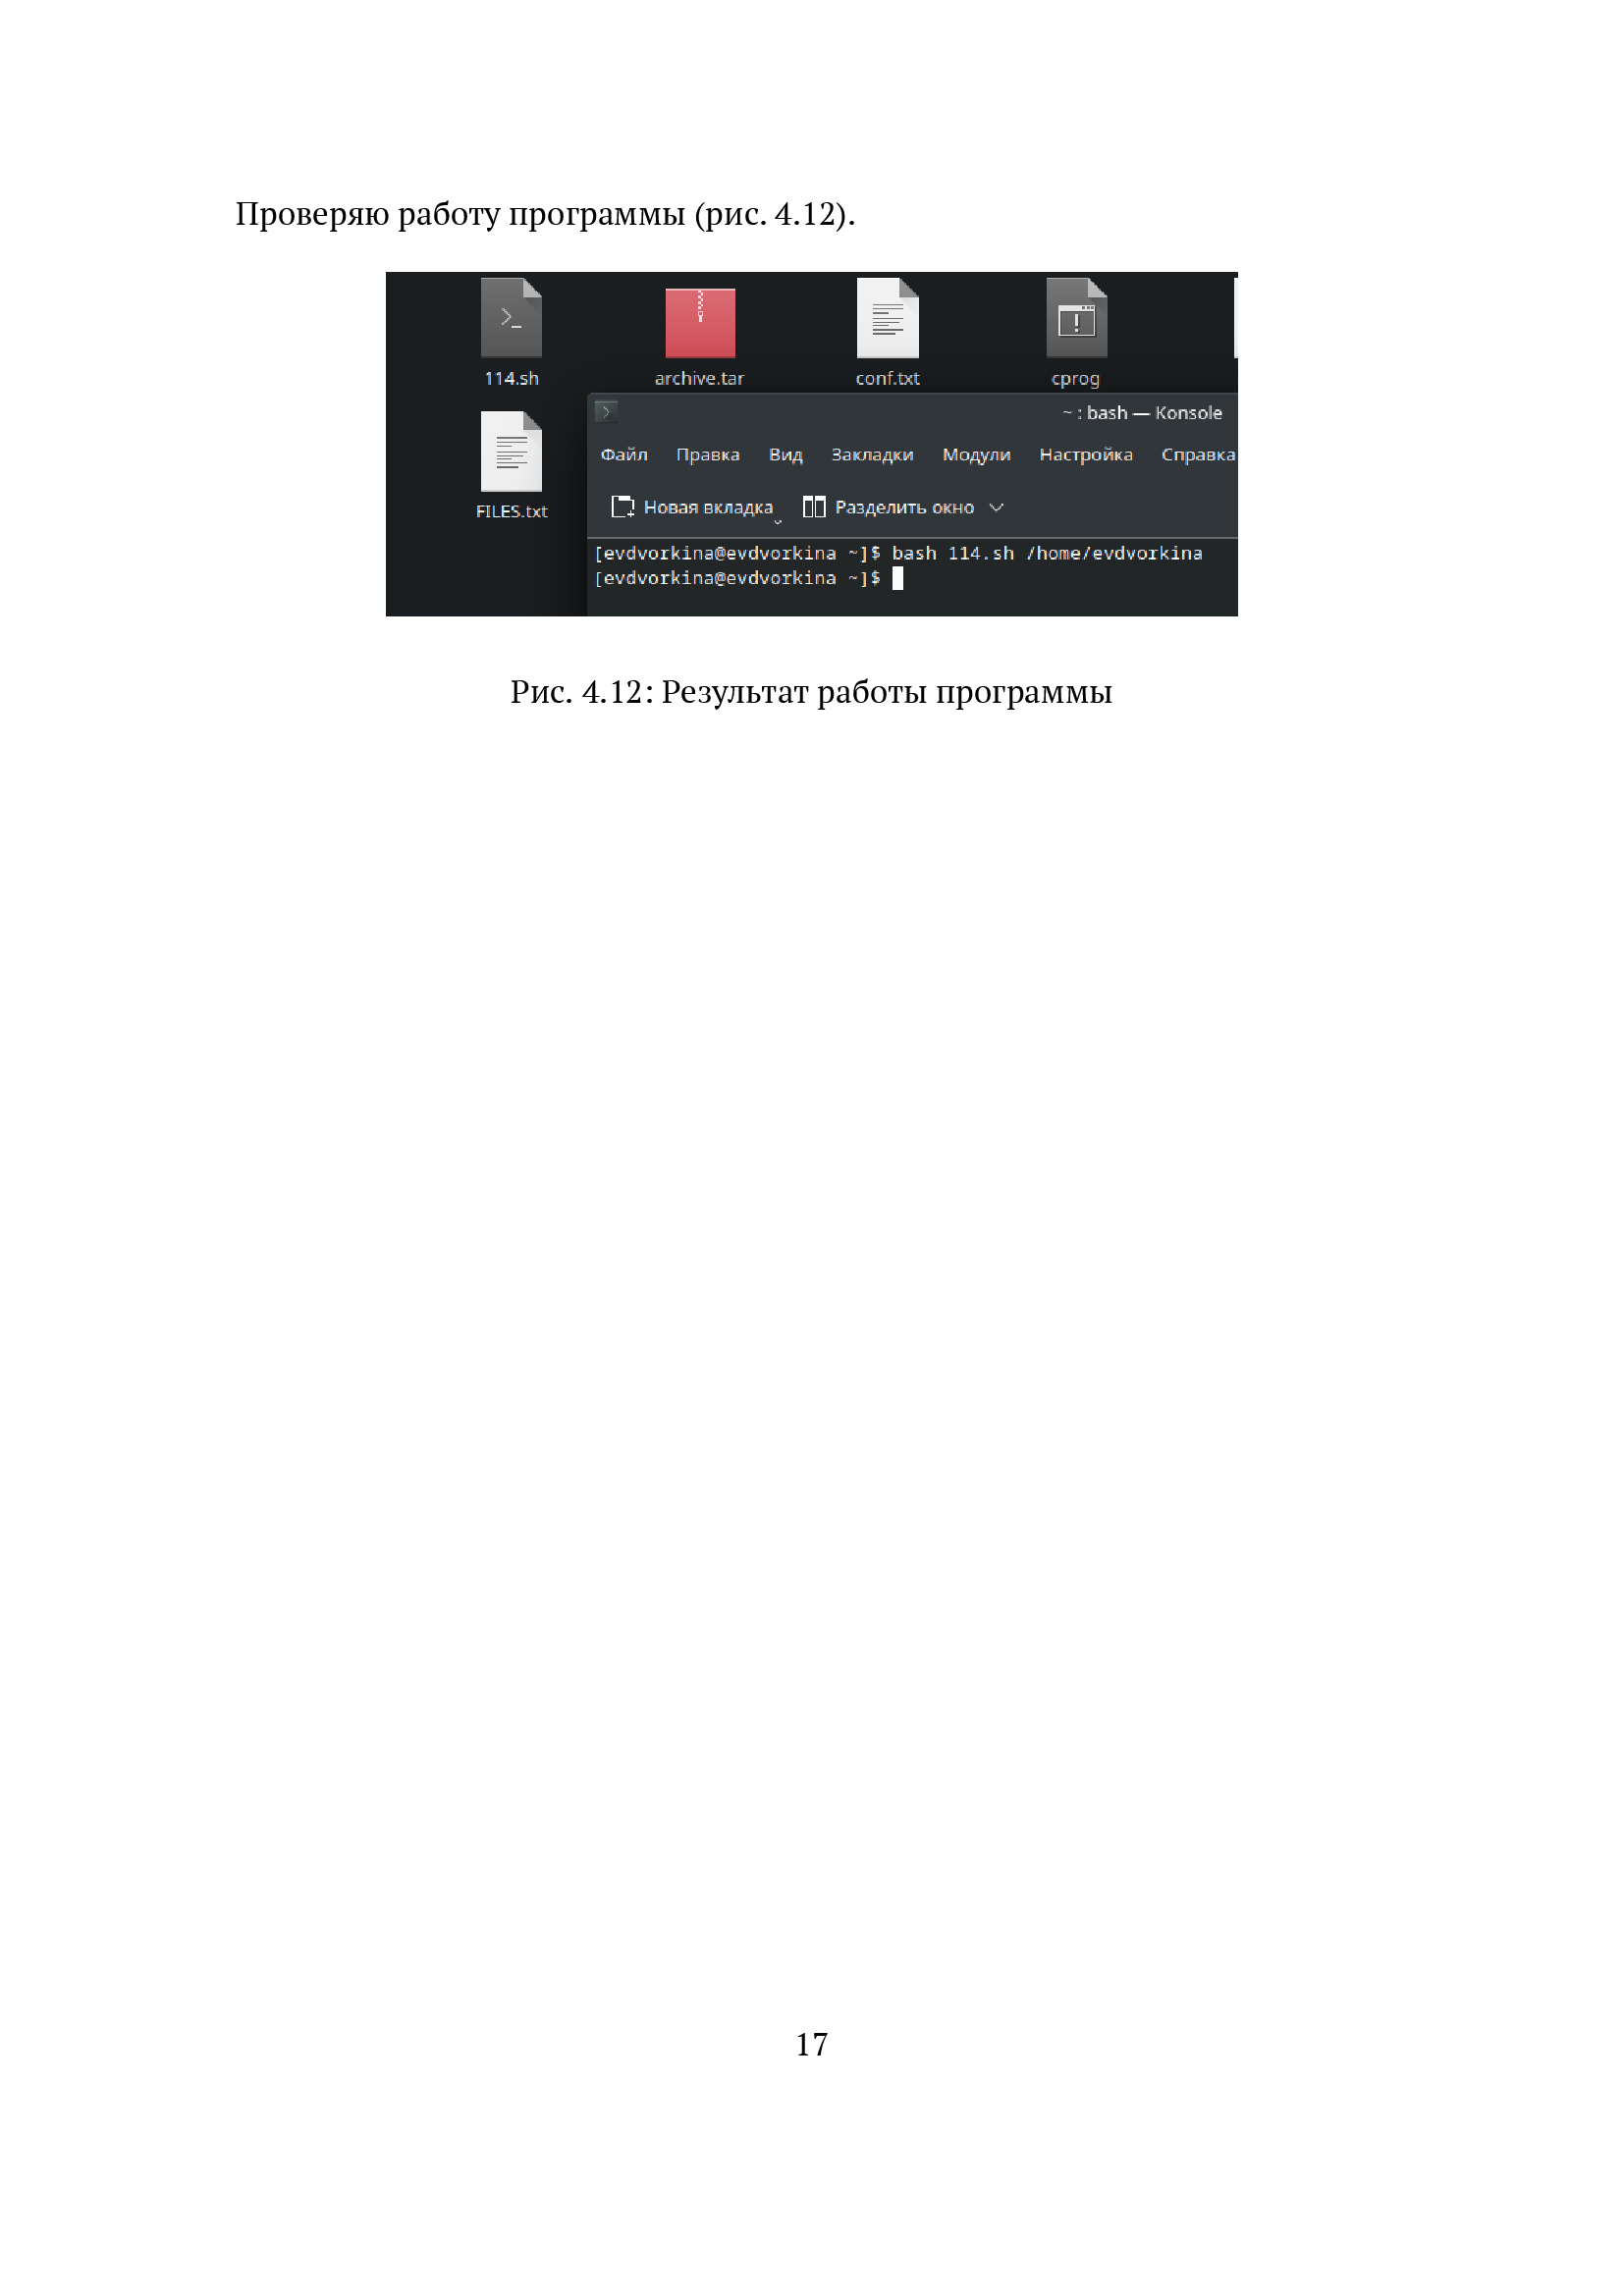 Проверяю работу программы (рис. 4.12).
114.sh
archive.tar
conf.txt
cprog
~ : bash — Konsole
Файл Правка Вид Закладки Модули Настройка Справка
FILES.txt
Новая вкладка Разделить окно
[evdvorkina@evdvorkina ~]$ bash 114.sh /home/evdvorkina
[evdvorkina@evdvorkina ~]$
Рис. 4.12: Результат работы программы
17